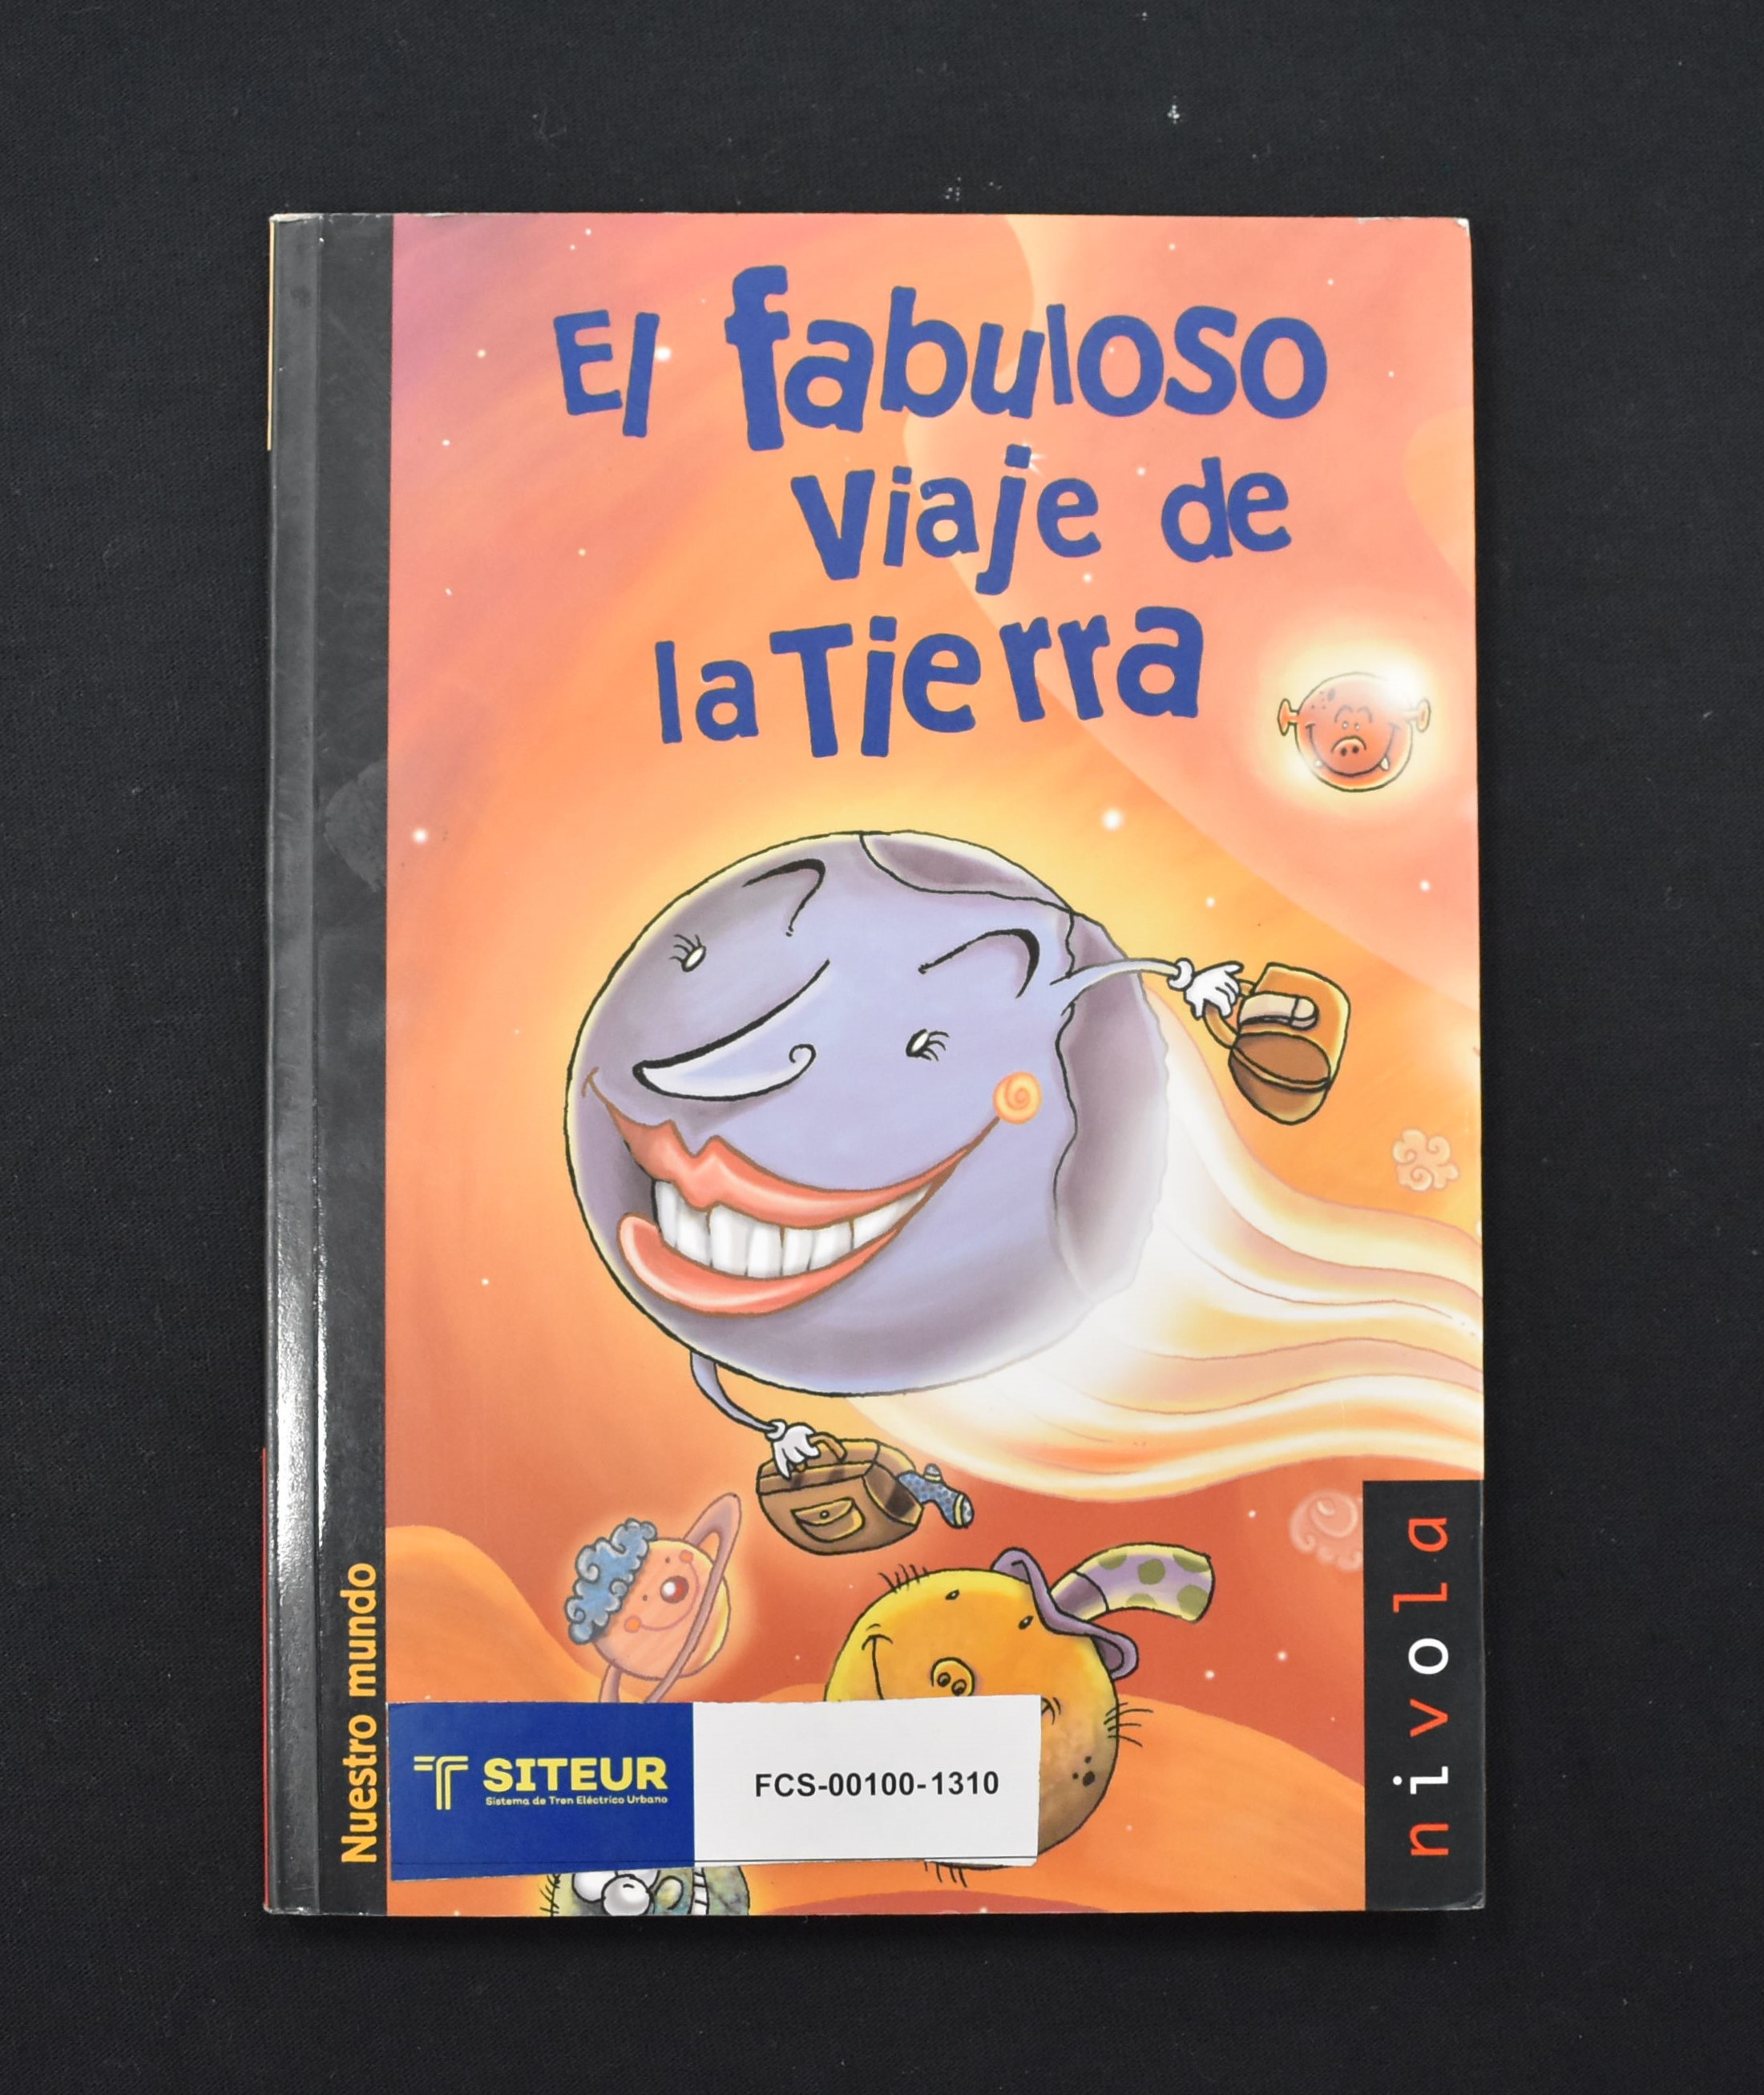 El fabuloso
viaje de
la Tierra
Nuestro mundo
nivola
SITEUR
Sistema de Tren Eléctrico Urbano
FCS-00100-1310